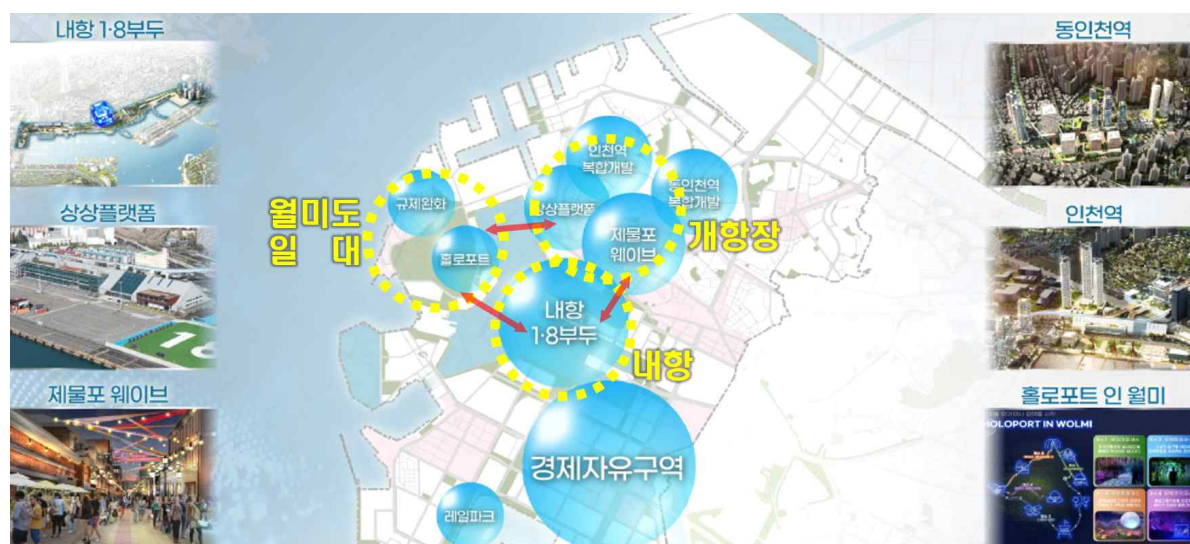 내항 1·8부두
상상플랫폼
제물포 웨이브
인천역
복합개발
동인천역
복합개발
규제완화
상상플랫폼
월미도
일 대
제물포
웨이브
개항장
홀로포트
내항
1·8부두
내항
경제자유구역
레일파크
동인천역
인천역
홀로포트 인 월미
HOLOPORT IN WOLMI